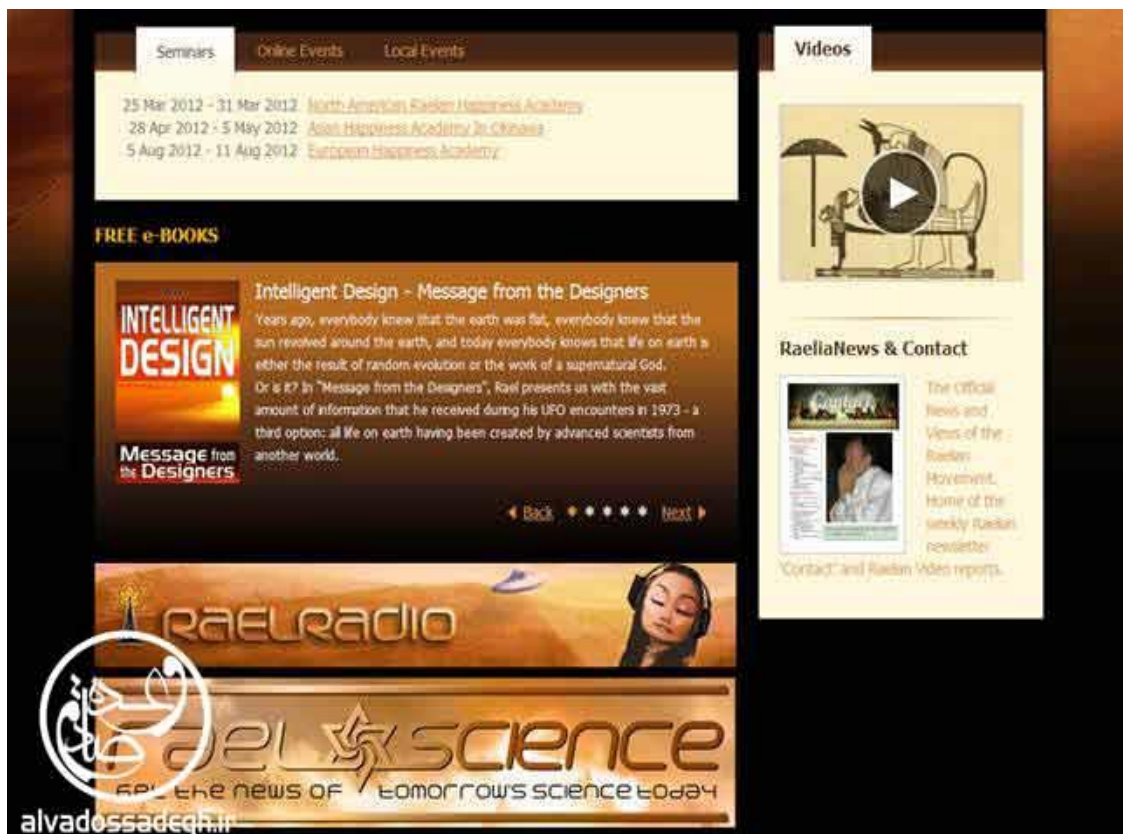 Seminars Online Events Local Events
25 Mar 2012 - 31 Mar 2012 North American Raelian Happiness Academy
28 Apr 2012 - 5 May 2012 Asian Happiness Academy In Okinawa
5 Aug 2012 - 11 Aug 2012 European Happiness Academy
FREE e-BOOKS
INTELLIGENT
DESIGN
Message from
the Designers
Intelligent Design - Message from the Designers
Years ago, everybody knew that the earth was flat, everybody knew that the
sun revolved around the earth, and today everybody knows that life on earth is
either the result of random evolution or the work of a supernatural God.
Or is it? In "Message from the Designers", Rael presents us with the vast
amount of information that he received during his UFO encounters in 1973 - a
third option: all life on earth having been created by advanced scientists from
another world.
Back Next
RAELRADIO
RAEL SCIENCE
GET THE NEWS OF TOMORROW'S SCIENCE TODAY
alvadossadegh.ir
Videos
RaeliaNews & Contact
Contact
The Official
News and
Views of the
Raelian
Movement.
Home of the
weekly Raelian
newsletter
'Contact' and Raelian Video reports.